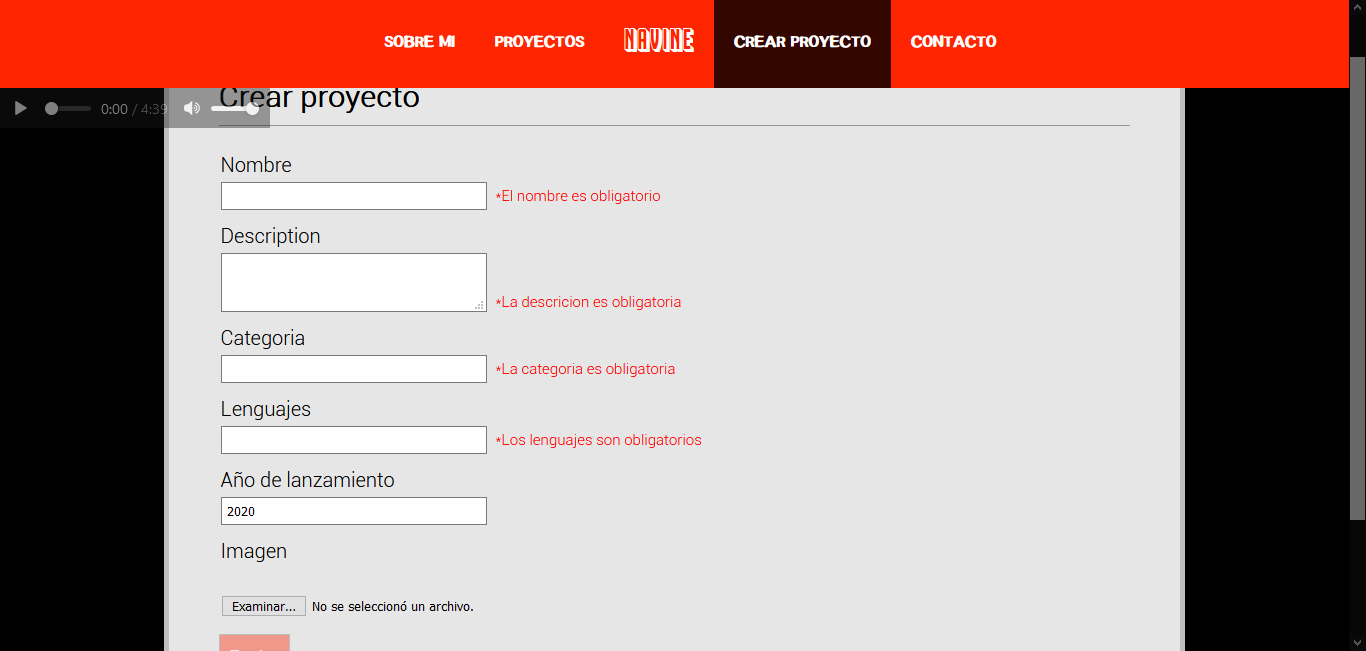 SOBRE MI PROYECTOS NAVINE CREAR PROYECTO CONTACTO
Crear proyecto
0:00 / 4:39
Nombre
*El nombre es obligatorio
Description
*La descricion es obligatoria
Categoria
*La categoria es obligatoria
Lenguajes
*Los lenguajes son obligatorios
Año de lanzamiento
2020
Imagen
Examinar... No se seleccionó un archivo.